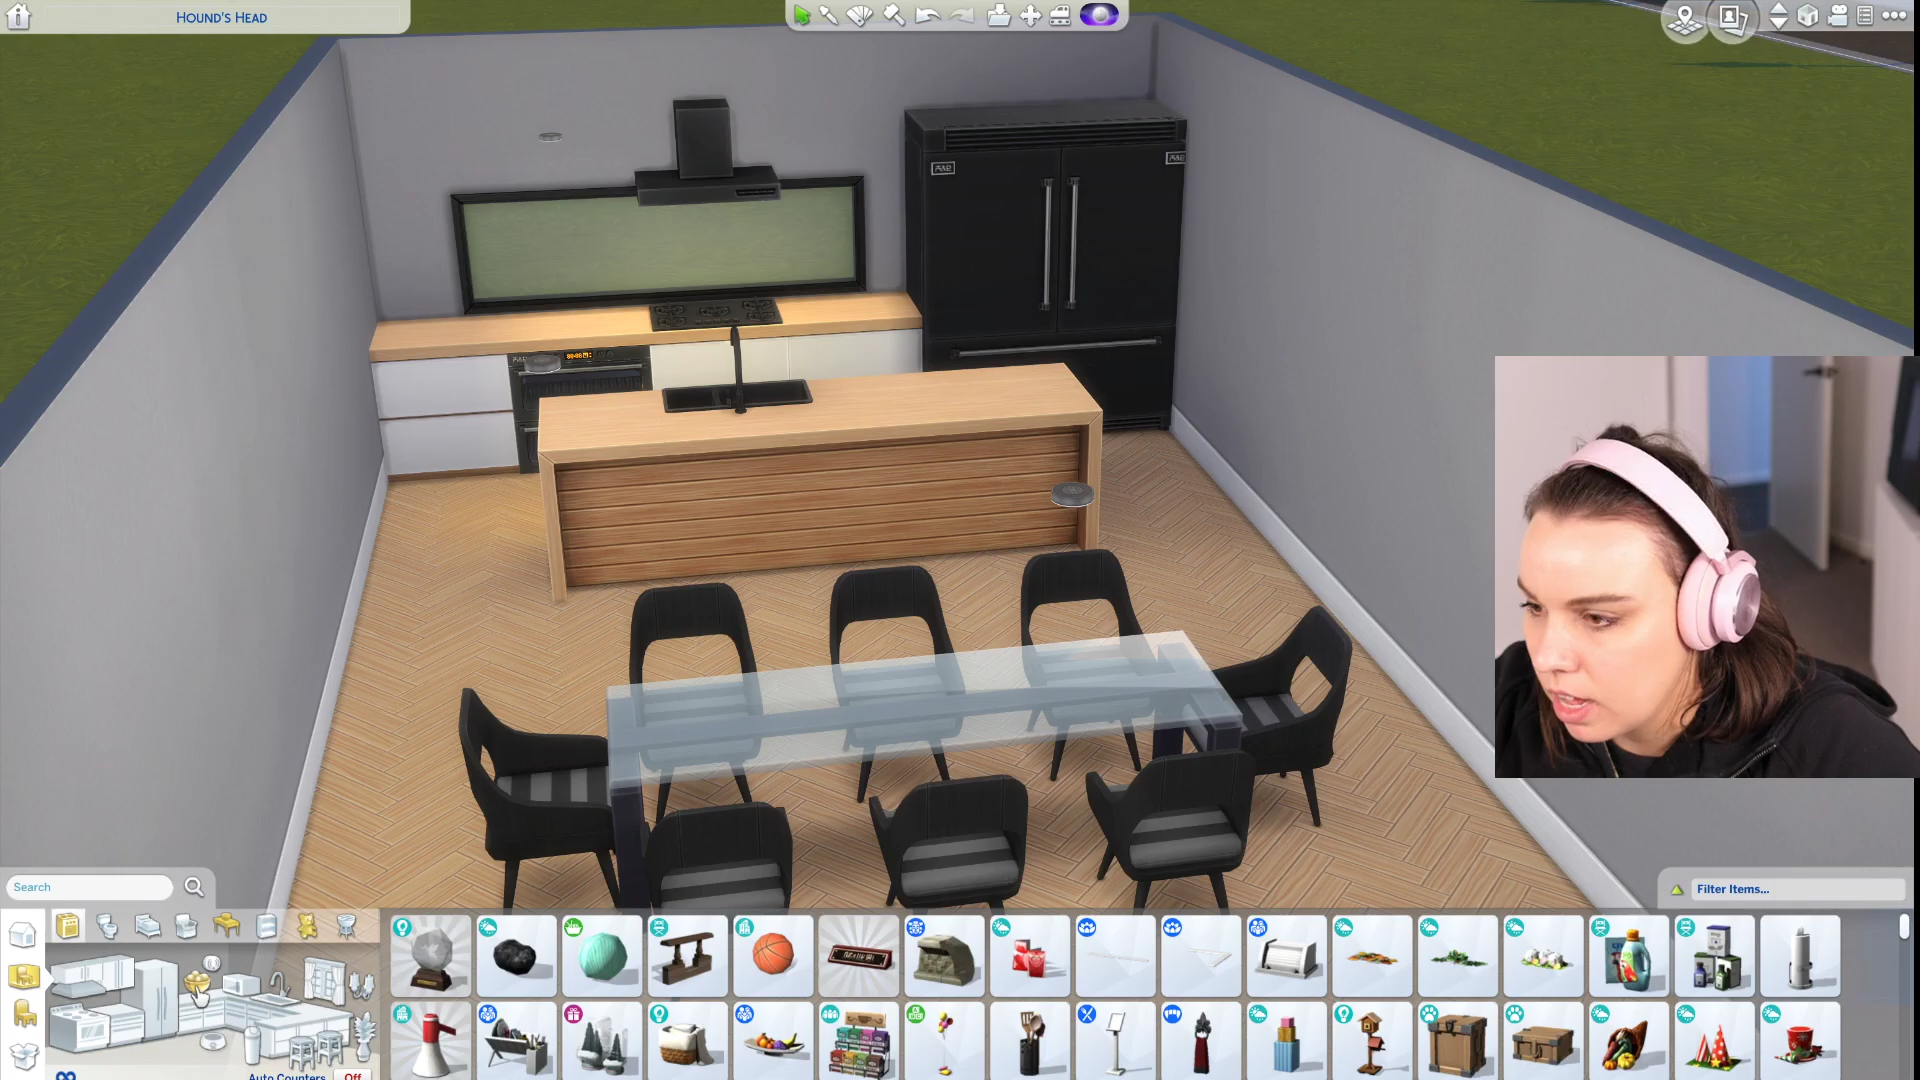 HOUND'S HEAD
Search
Filter Items...
Auto Counters
Off